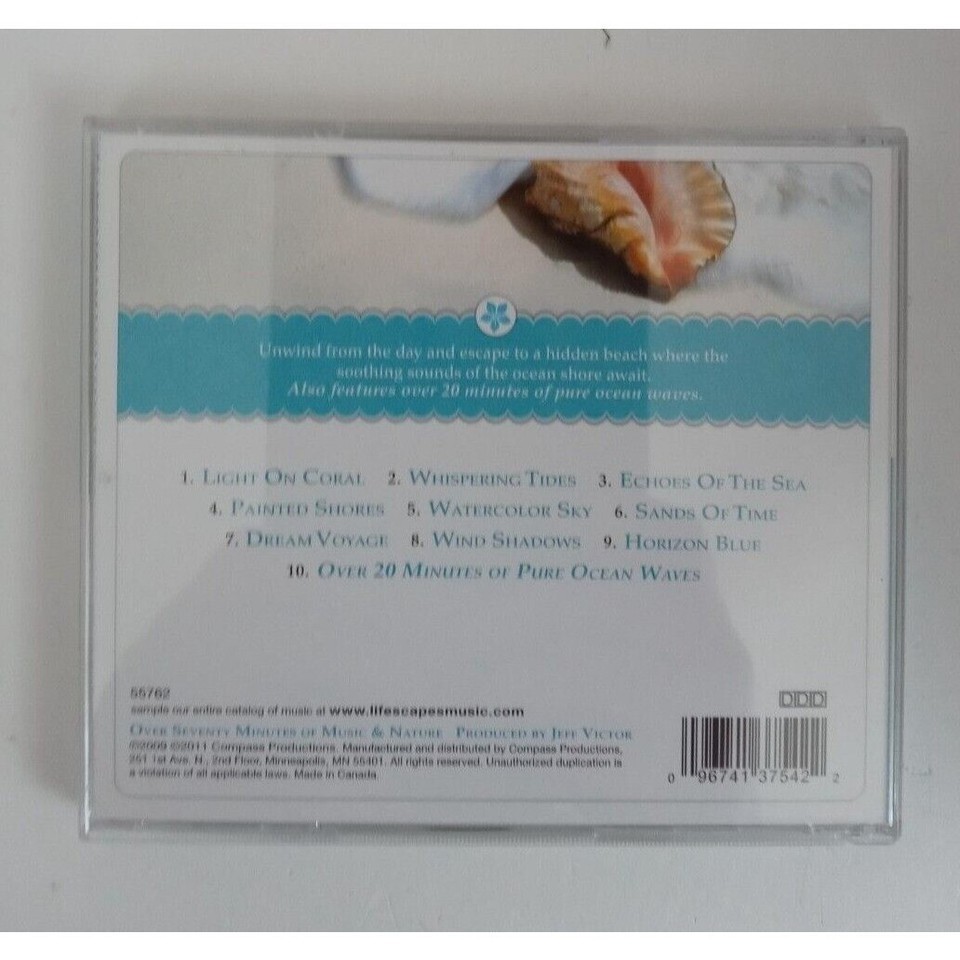 Unwind from the day and escape to a hidden beach where the
soothing sounds of the ocean shore await.
Also features over 20 minutes of pure ocean waves.
1. Light On Coral 2. Whispering Tides 3. Echoes Of The Sea
4. Painted Shores 5. Watercolor Sky 6. Sands Of Time
7. Dream Voyage 8. Wind Shadows 9. Horizon Blue
10. Over 20 Minutes of Pure Ocean Waves
55762
sample our entire catalog of music at www.lifescapesmusic.com
Over Seventy Minutes of Music & Nature Produced by Jeff Victor
©2009 ©2011 Compass Productions. Manufactured and distributed by Compass Productions,
251 1st Ave. N., 2nd Floor, Minneapolis, MN 55401. All rights reserved. Unauthorized duplication is
a violation of all applicable laws. Made in Canada.
DDD
0 96741 37542 2